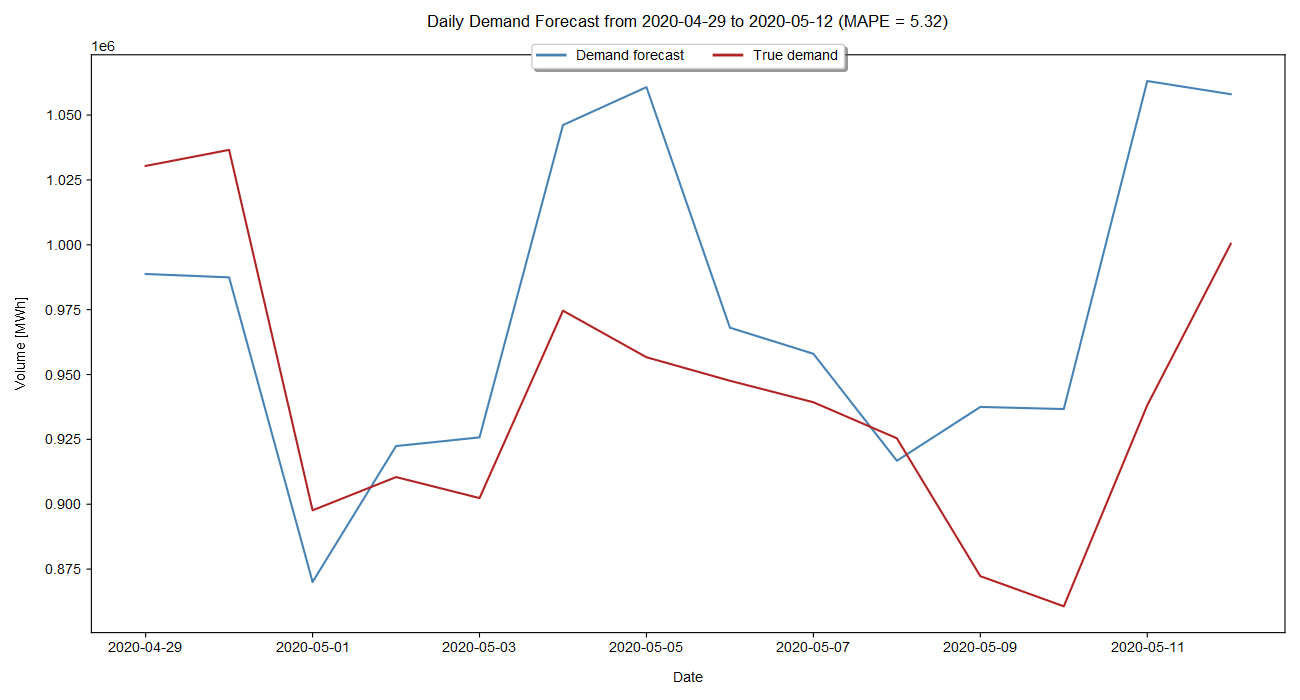 Daily Demand Forecast from 2020-04-29 to 2020-05-12 (MAPE = 5.32)
1e6
Demand forecast
True demand
1.050
1.025
1.000
0.975
0.950
0.925
0.900
0.875
Volume [MWh]
2020-04-29
2020-05-01
2020-05-03
2020-05-05
2020-05-07
2020-05-09
2020-05-11
Date